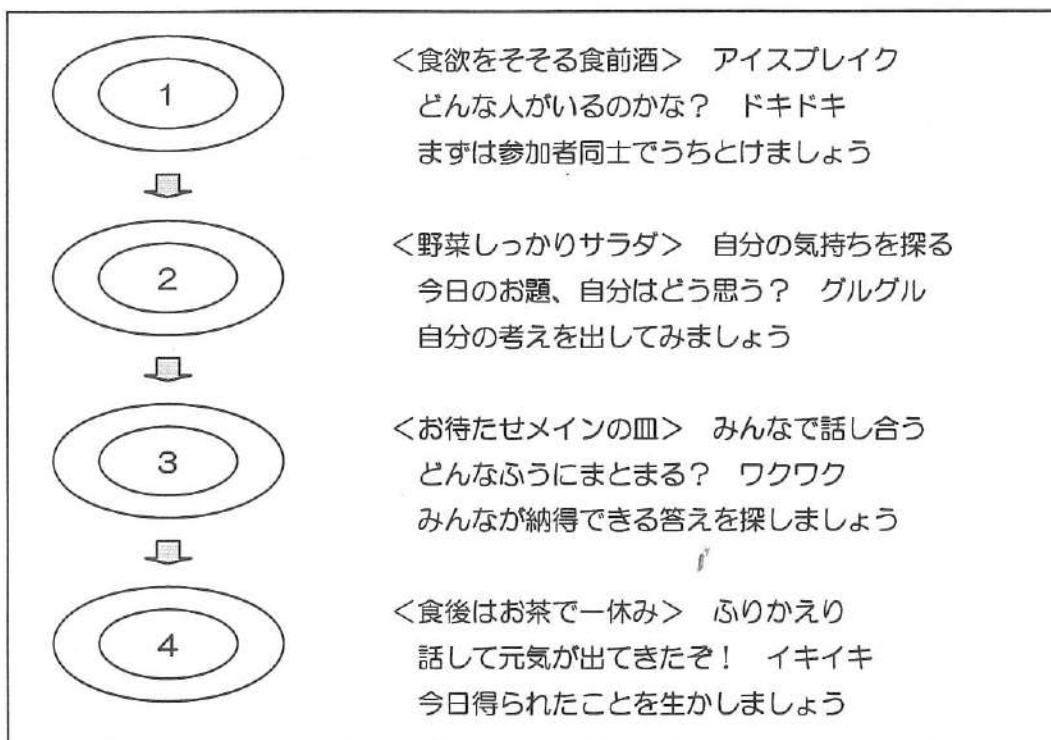 1
<食欲をそそる食前酒> アイスブレイク
どんな人がいるのかな? ドキドキ
まずは参加者同士でうちとけましょう
2
<野菜しっかりサラダ> 自分の気持ちを探る
今日のお題、自分はどう思う? グルグル
自分の考えを出してみましょう
3
<お待たせメインの皿> みんなで話し合う
どんなふうにまとまる? ワクワク
みんなが納得できる答えを探しましょう
4
<食後はお茶で一休み> ふりかえり
話して元気が出てきたぞ! イキイキ
今日得られたことを生かしましょう